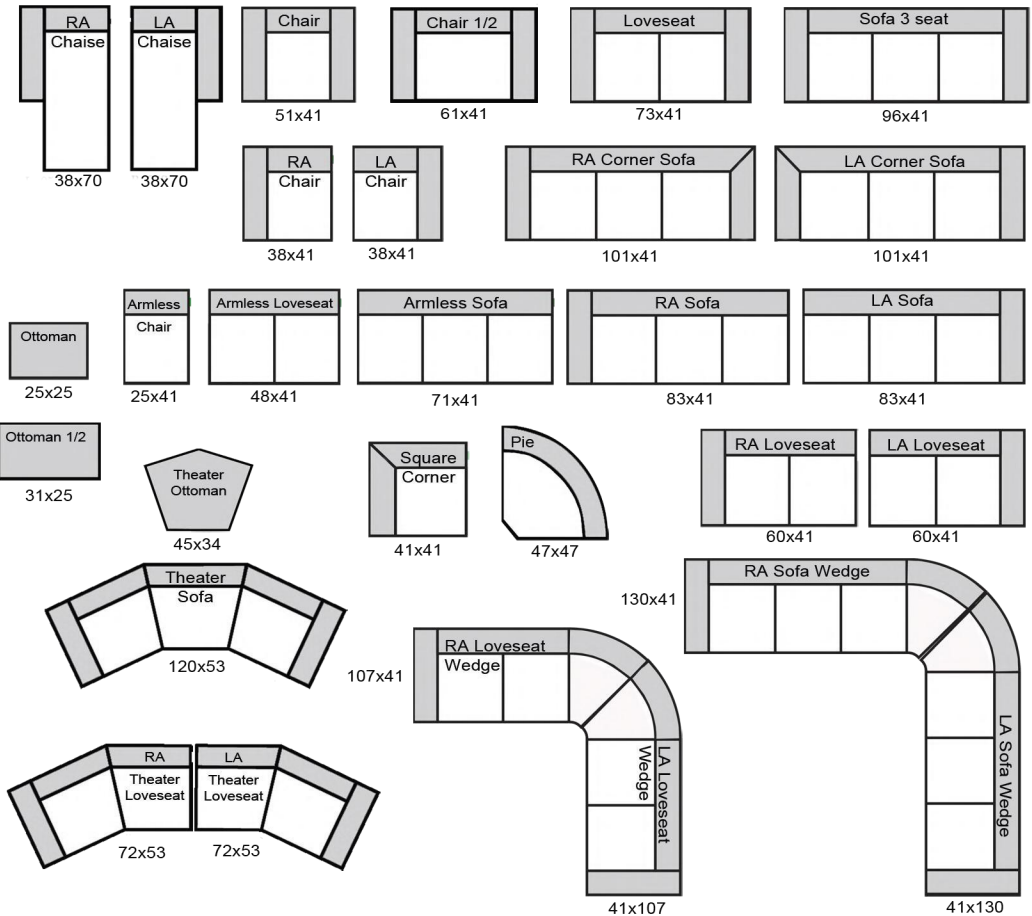 RA
Chaise
38x70
LA
Chaise
38x70
Chair
51x41
Chair 1/2
61x41
Loveseat
73x41
Sofa 3 seat
96x41
RA
Chair
38x41
LA
Chair
38x41
RA Corner Sofa
101x41
LA Corner Sofa
101x41
Ottoman
25x25
Armless
Chair
25x41
Armless Loveseat
48x41
Armless Sofa
71x41
RA Sofa
83x41
LA Sofa
83x41
Ottoman 1/2
31x25
Theater
Ottoman
45x34
Square
Corner
41x41
Pie
47x47
RA Loveseat
60x41
LA Loveseat
60x41
Theater
Sofa
120x53
RA Loveseat
Wedge
107x41
LA Loveseat
Wedge
41x107
RA Sofa Wedge
130x41
LA Sofa Wedge
41x130
RA
Theater
Loveseat
72x53
LA
Theater
Loveseat
72x53